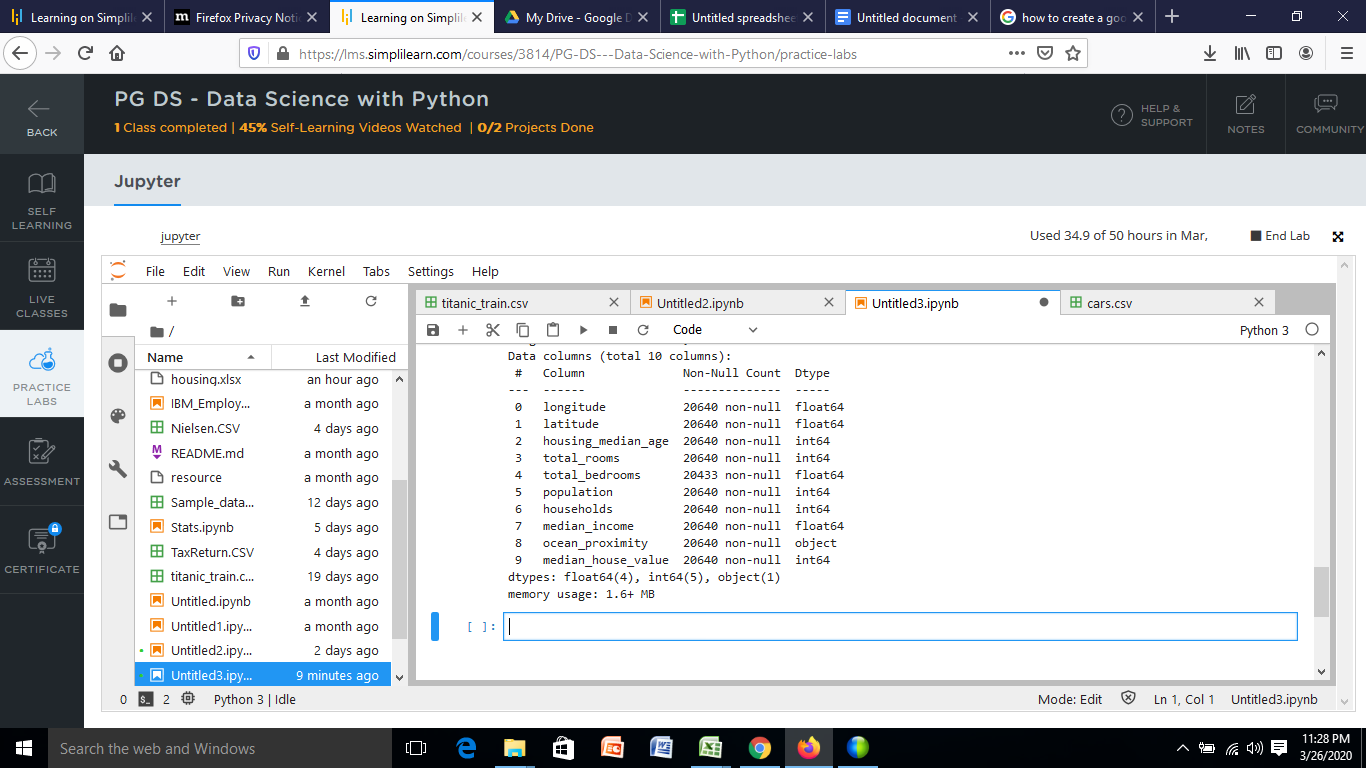 Learning on Simplil
Firefox Privacy Noti
Learning on Simplil
My Drive - Google D
Untitled spreadshee
Untitled document
how to create a goo
https://lms.simplilearn.com/courses/3814/PG-DS---Data-Science-with-Python/practice-labs
BACK
PG DS - Data Science with Python
1 Class completed | 45% Self-Learning Videos Watched | 0/2 Projects Done
HELP &
SUPPORT
NOTES
COMMUNITY
SELF
LEARNING
LIVE
CLASSES
PRACTICE
LABS
ASSESSMENT
CERTIFICATE
Jupyter
jupyter
Used 34.9 of 50 hours in Mar,
End Lab
File Edit View Run Kernel Tabs Settings Help
/
Name Last Modified
housing.xlsx an hour ago
IBM_Employ... a month ago
Nielsen.CSV 4 days ago
README.md a month ago
resource a month ago
Sample_data... 12 days ago
Stats.ipynb 5 days ago
TaxReturn.CSV 4 days ago
titanic_train.c... 19 days ago
Untitled.ipynb a month ago
Untitled1.ipy... a month ago
Untitled2.ipy... 2 days ago
Untitled3.ipy... 9 minutes ago
titanic_train.csv
Untitled2.ipynb
Untitled3.ipynb
cars.csv
Code
Python 3
Data columns (total 10 columns):
# Column Non-Null Count Dtype
--- ------ -------------- -----
0 longitude 20640 non-null float64
1 latitude 20640 non-null float64
2 housing_median_age 20640 non-null int64
3 total_rooms 20640 non-null int64
4 total_bedrooms 20433 non-null float64
5 population 20640 non-null int64
6 households 20640 non-null int64
7 median_income 20640 non-null float64
8 ocean_proximity 20640 non-null object
9 median_house_value 20640 non-null int64
dtypes: float64(4), int64(5), object(1)
memory usage: 1.6+ MB
[ ]:
0 2 Python 3 | Idle
Mode: Edit Ln 1, Col 1 Untitled3.ipynb
Search the web and Windows
11:28 PM
3/26/2020